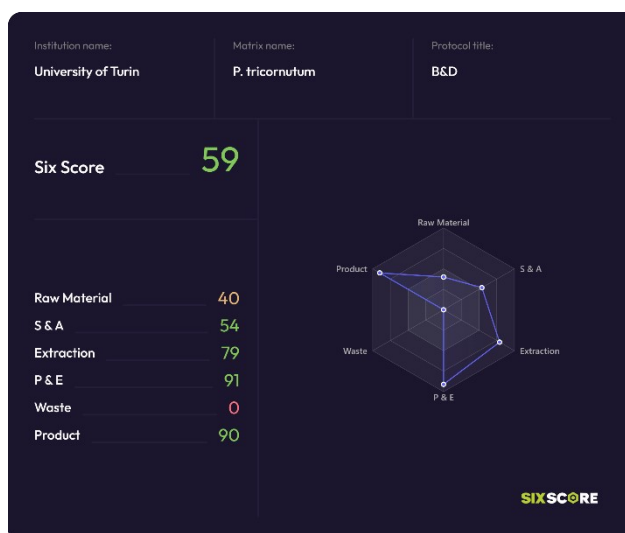 Institution name: Matrix name: Protocol title:
University of Turin P. tricornutum B&D
Six Score 59
Raw Material 40
S & A 54
Extraction 79
P & E 91
Waste 0
Product 90
Raw Material
Product S & A
Waste Extraction
P & E
SIXSCORE